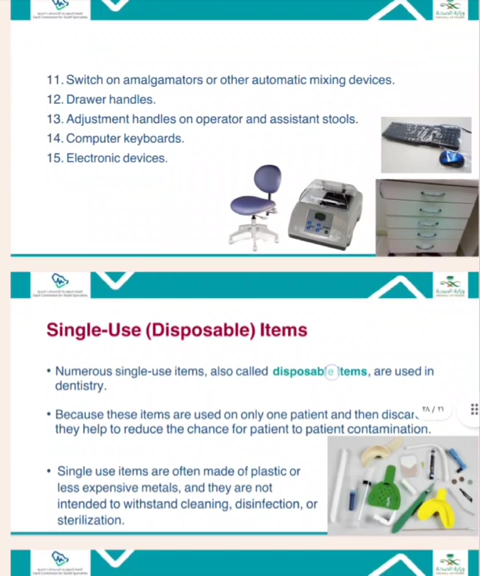 11. Switch on amalgamators or other automatic mixing devices.
12. Drawer handles.
13. Adjustment handles on operator and assistant stools.
14. Computer keyboards.
15. Electronic devices.
وزارة الصحة
Single-Use (Disposable) Items
• Numerous single-use items, also called disposable items, are used in
dentistry.
• Because these items are used on only one patient and then
they help to reduce the chance for patient to patient contamination.
٢٨ / ٢١
• Single use items are often made of plastic or
less expensive metals, and they are not
intended to withstand cleaning, disinfection, or
sterilization.